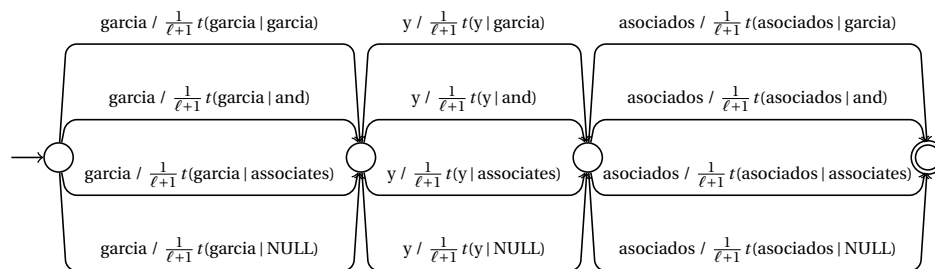 garcia / 1/(ℓ+1) t(garcia | garcia) y / 1/(ℓ+1) t(y | garcia) asociados / 1/(ℓ+1) t(asociados | garcia)
garcia / 1/(ℓ+1) t(garcia | and) y / 1/(ℓ+1) t(y | and) asociados / 1/(ℓ+1) t(asociados | and)
garcia / 1/(ℓ+1) t(garcia | associates) y / 1/(ℓ+1) t(y | associates) asociados / 1/(ℓ+1) t(asociados | associates)
garcia / 1/(ℓ+1) t(garcia | NULL) y / 1/(ℓ+1) t(y | NULL) asociados / 1/(ℓ+1) t(asociados | NULL)